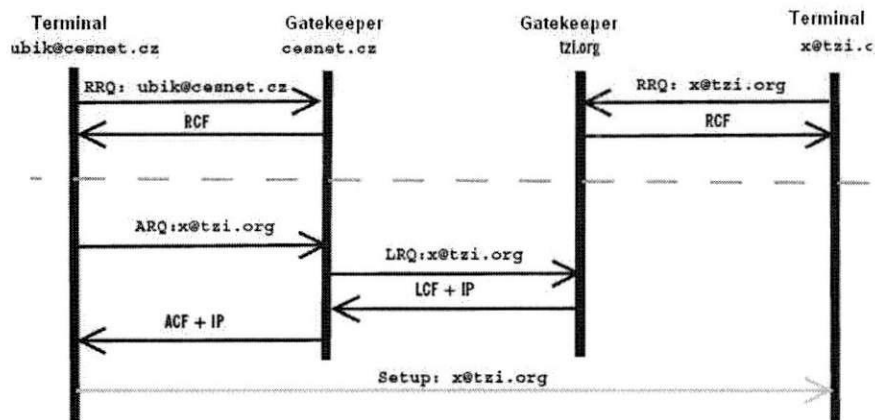 Terminal Gatekeeper Gatekeeper Terminal
ubik@cesnet.cz cesnet.cz tzi.org x@tzi.c
RRQ: ubik@cesnet.cz RRQ: x@tzi.org
RCF RCF
ARQ:x@tzi.org
LRQ:x@tzi.org
LCF + IP
ACF + IP
Setup: x@tzi.org